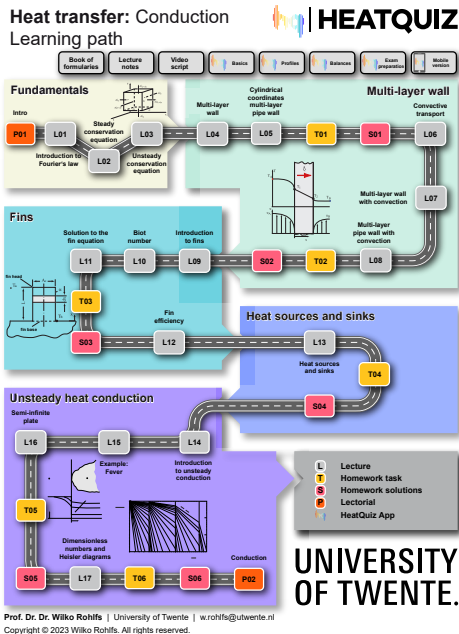 Heat transfer: Conduction
Learning path
HEATQUIZ
Book of
formularies
Lecture
notes
Video
script
Basics
Profiles
Balances
Exam
preparation
Mobile
version
Fundamentals
Intro
P01
L01
Introduction to
Fourier's law
Steady
conservation
equation
L02
L03
Unsteady
conservation
equation
Multi-layer wall
Multi-layer
wall
L04
Cylindrical
coordinates
multi-layer
pipe wall
L05
T01
S01
Convective
transport
L06
L07
Multi-layer wall
with convection
Multi-layer
pipe wall with
convection
L08
T02
S02
Fins
Introduction
to fins
L09
Biot
number
L10
Solution to the
fin equation
L11
fin head
fin base
T03
S03
Fin
efficiency
L12
Heat sources and sinks
L13
Heat sources
and sinks
T04
S04
Unsteady heat conduction
L14
Introduction
to unsteady
conduction
L15
Example:
Fever
Semi-infinite
plate
L16
T05
S05
Dimensionless
numbers and
Heisler diagrams
L17
T06
S06
Conduction
P02
L Lecture
T Homework task
S Homework solutions
P Lectorial
HeatQuiz App
UNIVERSITY
OF TWENTE.
Prof. Dr. Dr. Wilko Rohlfs | University of Twente | w.rohlfs@utwente.nl
Copyright © 2023 Wilko Rohlfs. All rights reserved.